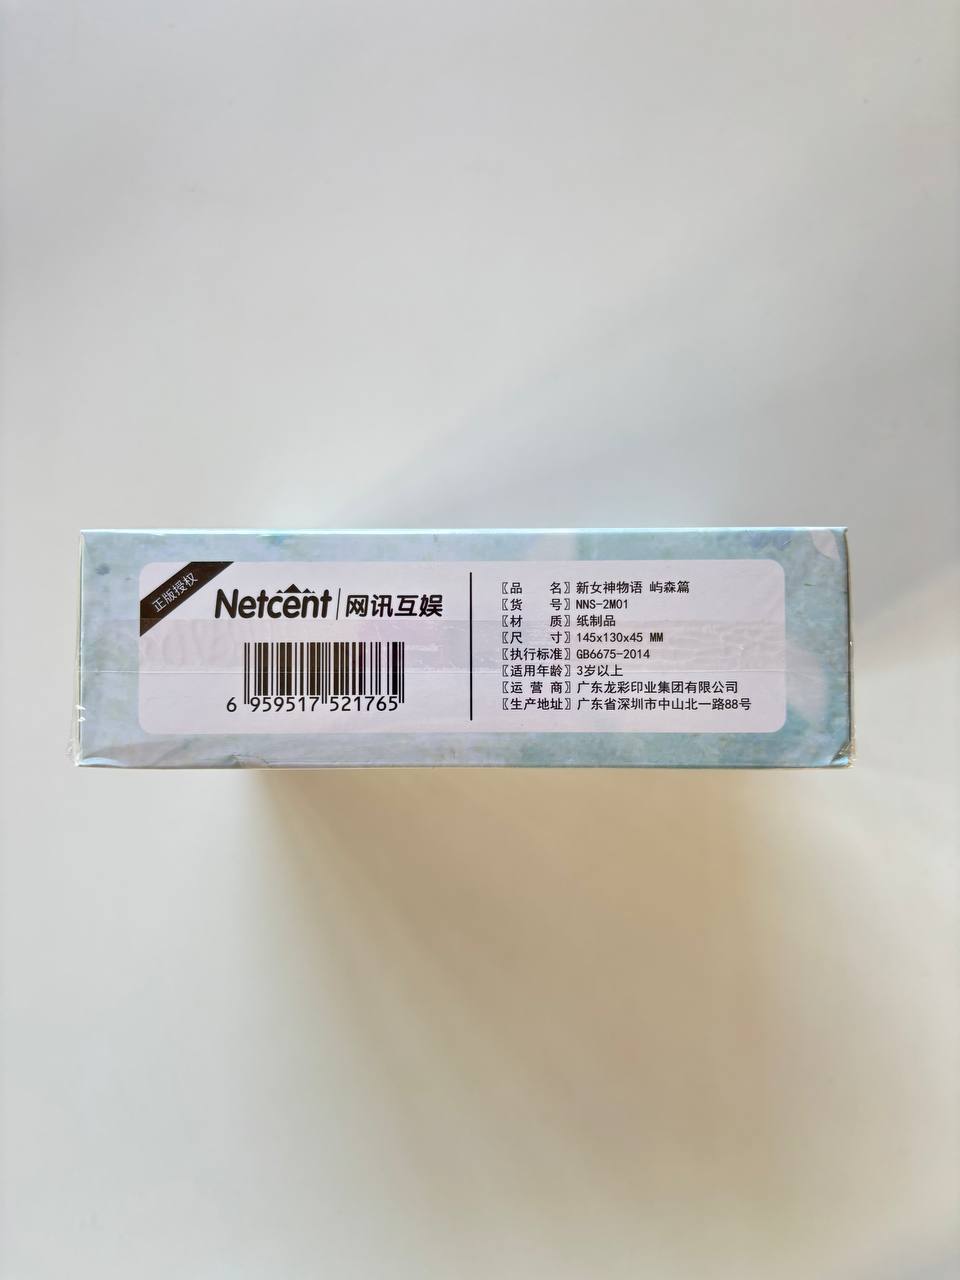 正版授权
Netcent 网讯互娱
6 959517 521765
〖品 名〗新女神物语 屿森篇
〖货 号〗NNS-2M01
〖材 质〗纸制品
〖尺 寸〗145x130x45 MM
〖执行标准〗GB6675-2014
〖适用年龄〗3岁以上
〖运 营 商〗广东龙彩印业集团有限公司
〖生产地址〗广东省深圳市中山北一路88号